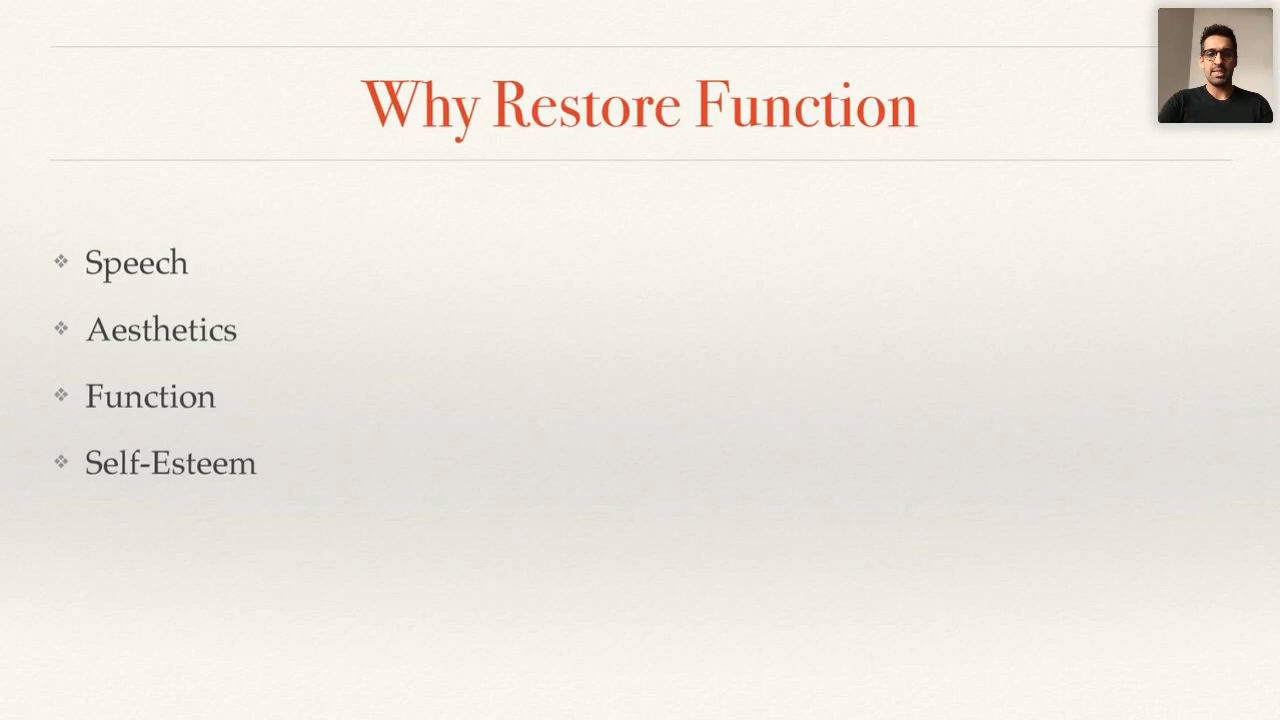 Why Restore Function
Speech
Aesthetics
Function
Self-Esteem